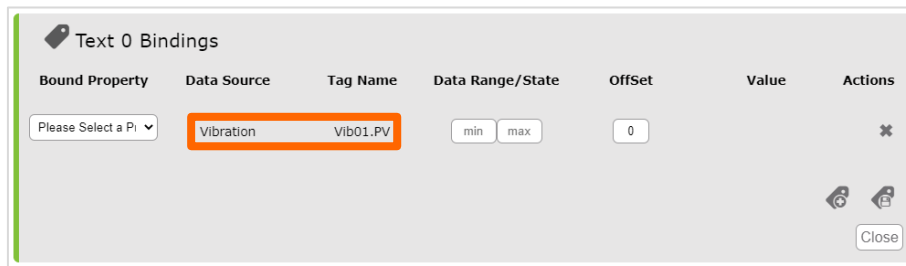 Text 0 Bindings
Bound Property Data Source Tag Name Data Range/State OffSet Value Actions
Please Select a P Vibration Vib01.PV min max 0
Close